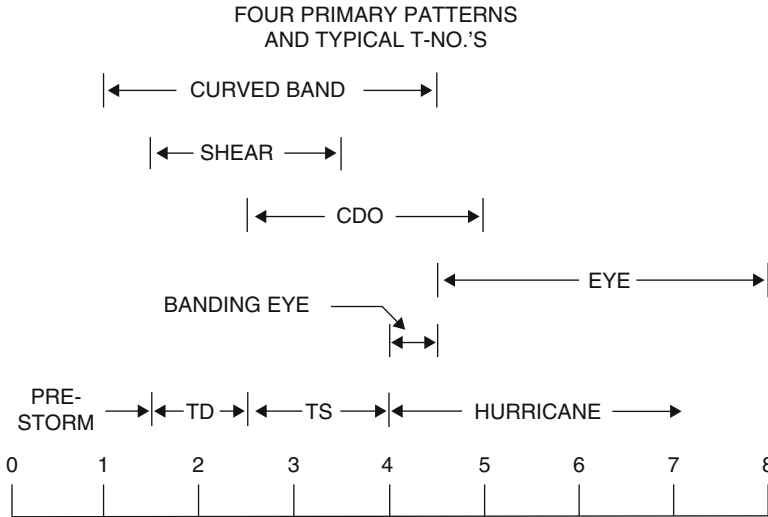 FOUR PRIMARY PATTERNS
AND TYPICAL T-NO.'S
CURVED BAND
SHEAR
CDO
EYE
BANDING EYE
PRE-
STORM
TD TS HURRICANE
0 1 2 3 4 5 6 7 8